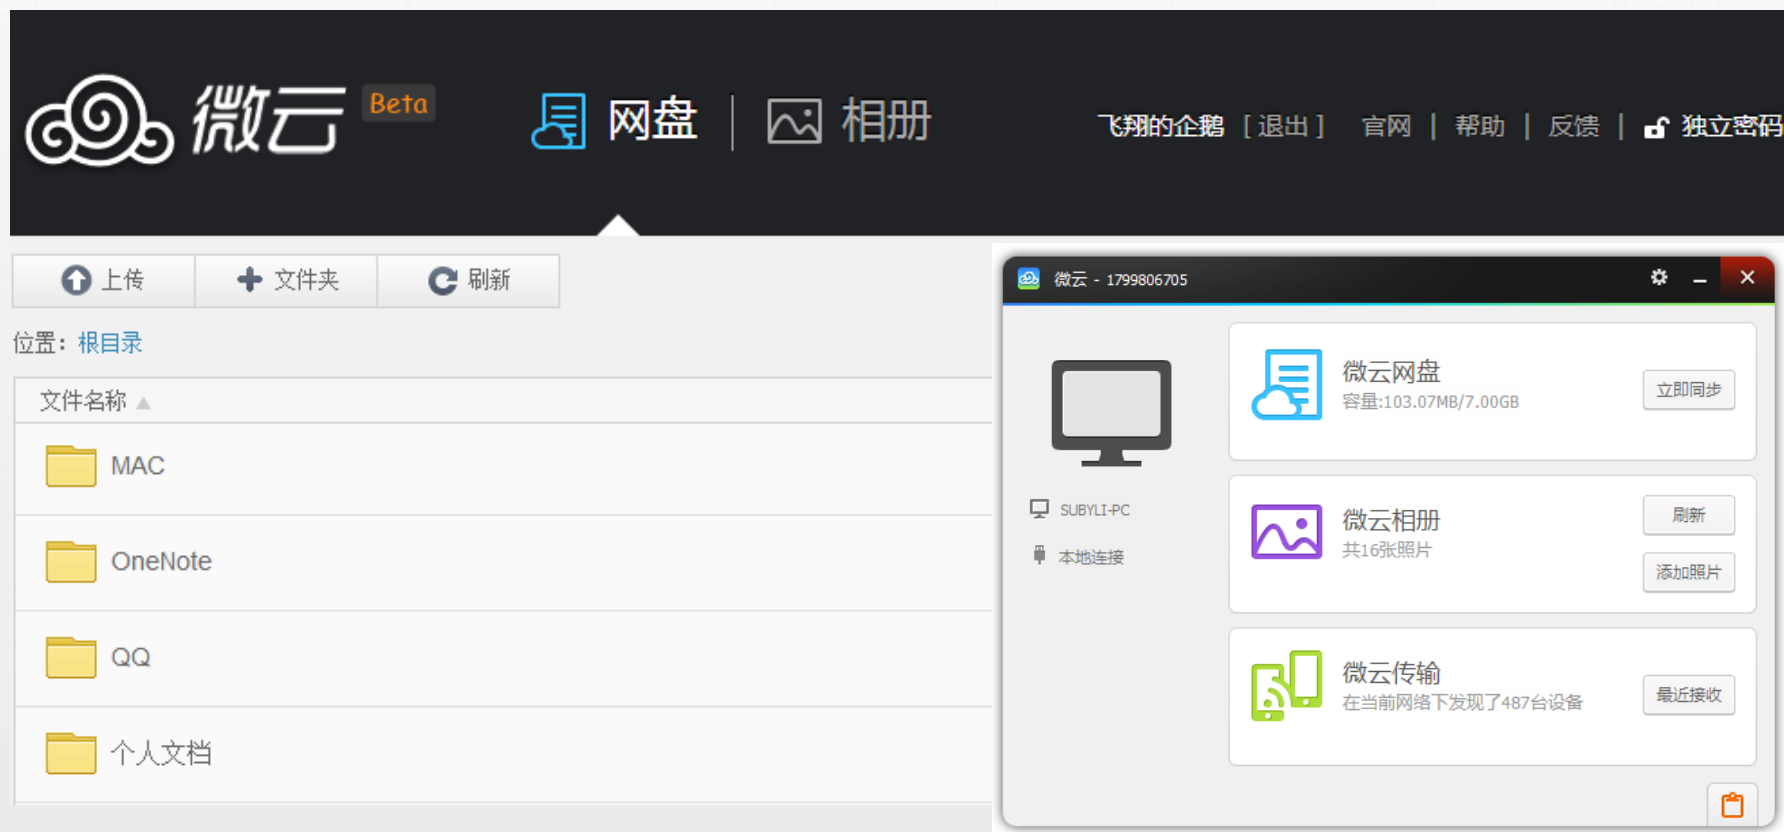 微云 Beta 网盘 | 相册 飞翔的企鹅 [ 退出 ] 官网 | 帮助 | 反馈 | 独立密码
上传 文件夹 刷新
位置：根目录
文件名称
MAC
OneNote
QQ
个人文档
微云 - 1799806705
SUBYLI-PC
本地连接
微云网盘
容量:103.07MB/7.00GB
立即同步
微云相册
共16张照片
刷新
添加照片
微云传输
在当前网络下发现了487台设备
最近接收